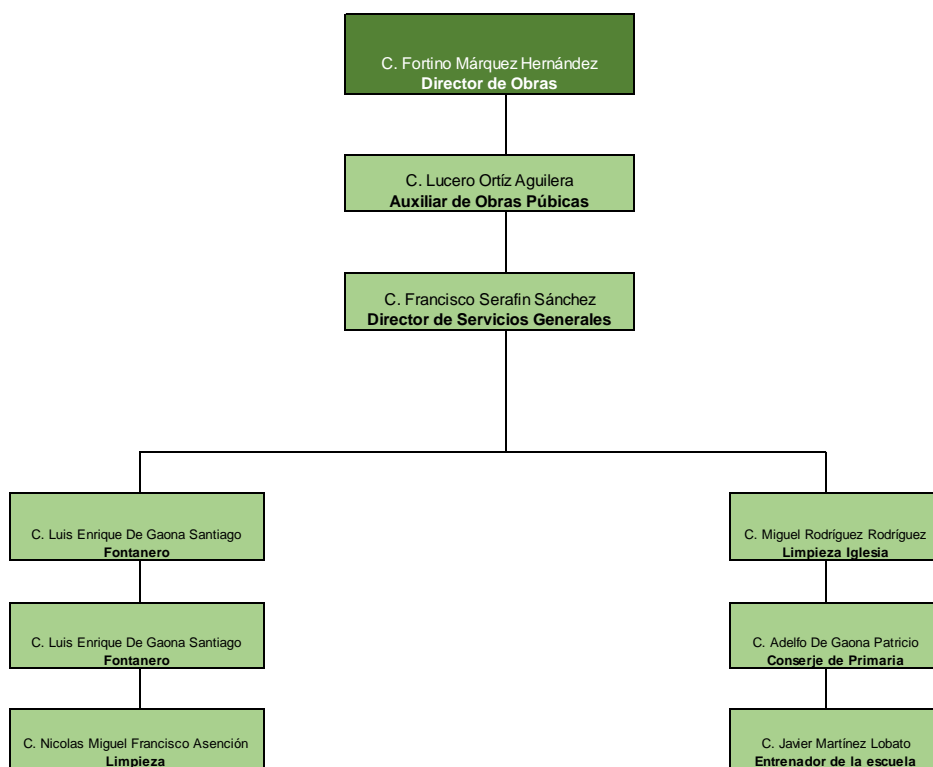 C. Fortino Márquez Hernández
Director de Obras
C. Lucero Ortíz Aguilera
Auxiliar de Obras Púbicas
C. Francisco Serafin Sánchez
Director de Servicios Generales
C. Luis Enrique De Gaona Santiago
Fontanero
C. Miguel Rodríguez Rodríguez
Limpieza Iglesia
C. Luis Enrique De Gaona Santiago
Fontanero
C. Adelfo De Gaona Patricio
Conserje de Primaria
C. Nicolas Miguel Francisco Asención
Limpieza
C. Javier Martínez Lobato
Entrenador de la escuela